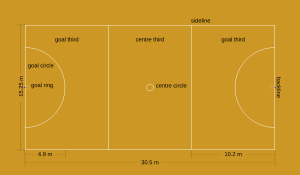 sideline
goal third
centre third
goal third
goal circle
goal ring
centre circle
backline
15.25 m
4.9 m
10.2 m
30.5 m